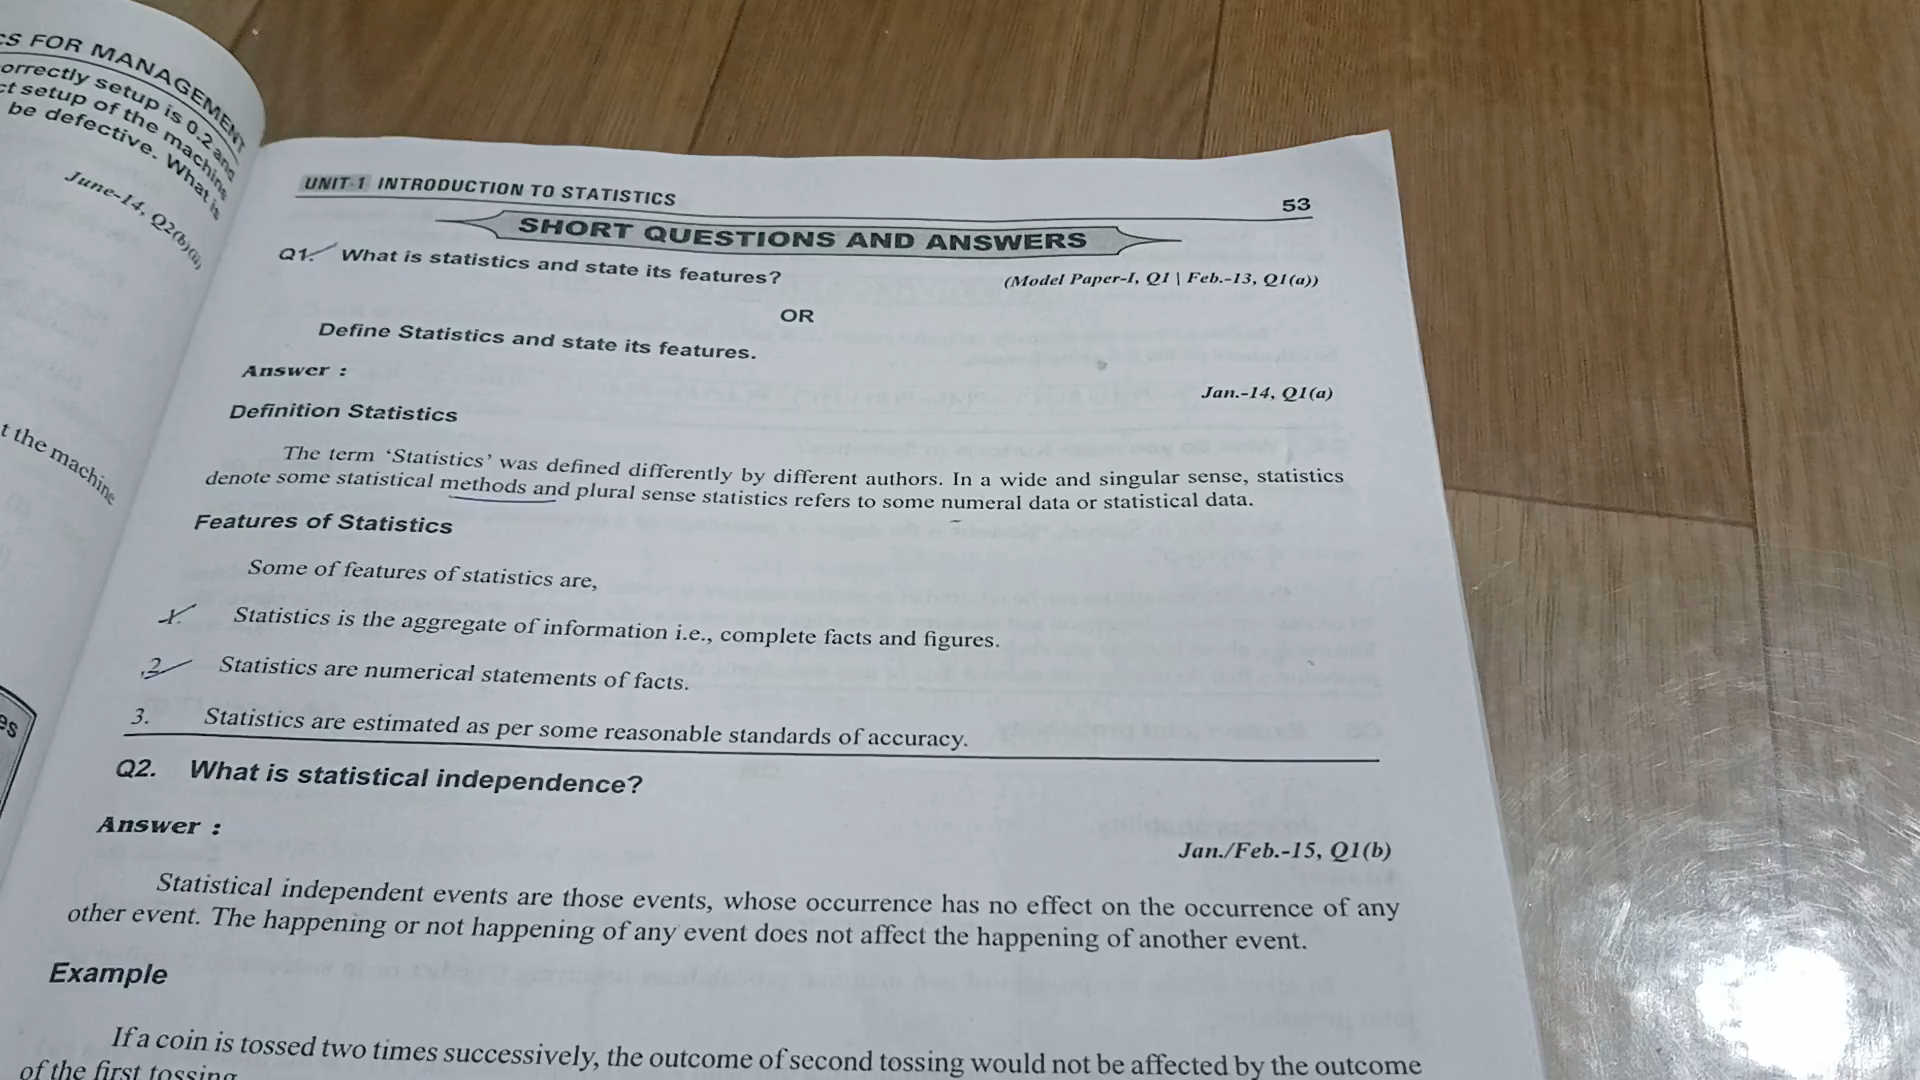 CS FOR MANAGEMENT
orrectly setup is 0.2 and
ct setup of the machine
be defective. What is
June-14, Q2(b)(ii)
t the machine
es
UNIT-1 INTRODUCTION TO STATISTICS
53
SHORT QUESTIONS AND ANSWERS
Q1. What is statistics and state its features?
(Model Paper-I, Q1 | Feb.-13, Q1(a))
OR
Define Statistics and state its features.
Answer :
Jan.-14, Q1(a)
Definition Statistics
The term ‘Statistics’ was defined differently by different authors. In a wide and singular sense, statistics
denote some statistical methods and plural sense statistics refers to some numeral data or statistical data.
Features of Statistics
Some of features of statistics are,
1. Statistics is the aggregate of information i.e., complete facts and figures.
2. Statistics are numerical statements of facts.
3. Statistics are estimated as per some reasonable standards of accuracy.
Q2. What is statistical independence?
Answer :
Jan./Feb.-15, Q1(b)
Statistical independent events are those events, whose occurrence has no effect on the occurrence of any
other event. The happening or not happening of any event does not affect the happening of another event.
Example
If a coin is tossed two times successively, the outcome of second tossing would not be affected by the outcome
of the first tossing